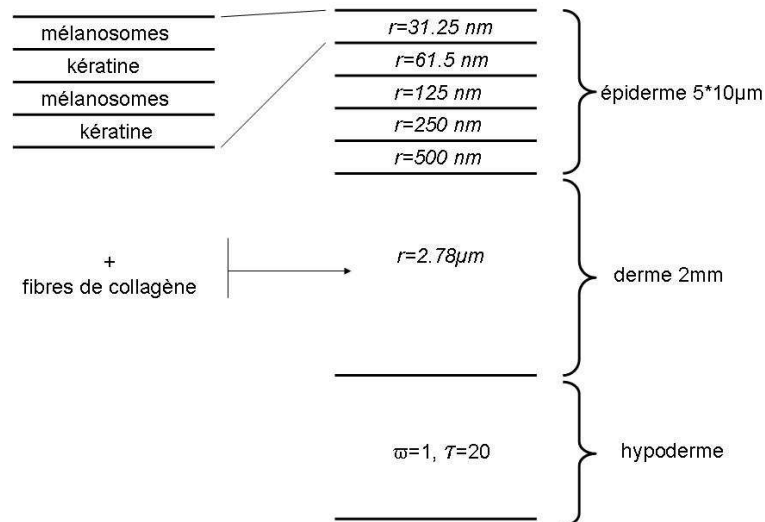 mélanosomes
kératine
mélanosomes
kératine
r=31.25 nm
r=61.5 nm
r=125 nm
r=250 nm
r=500 nm
épiderme 5*10µm
+
fibres de collagène
r=2.78µm
derme 2mm
ϖ=1, τ=20
hypoderme